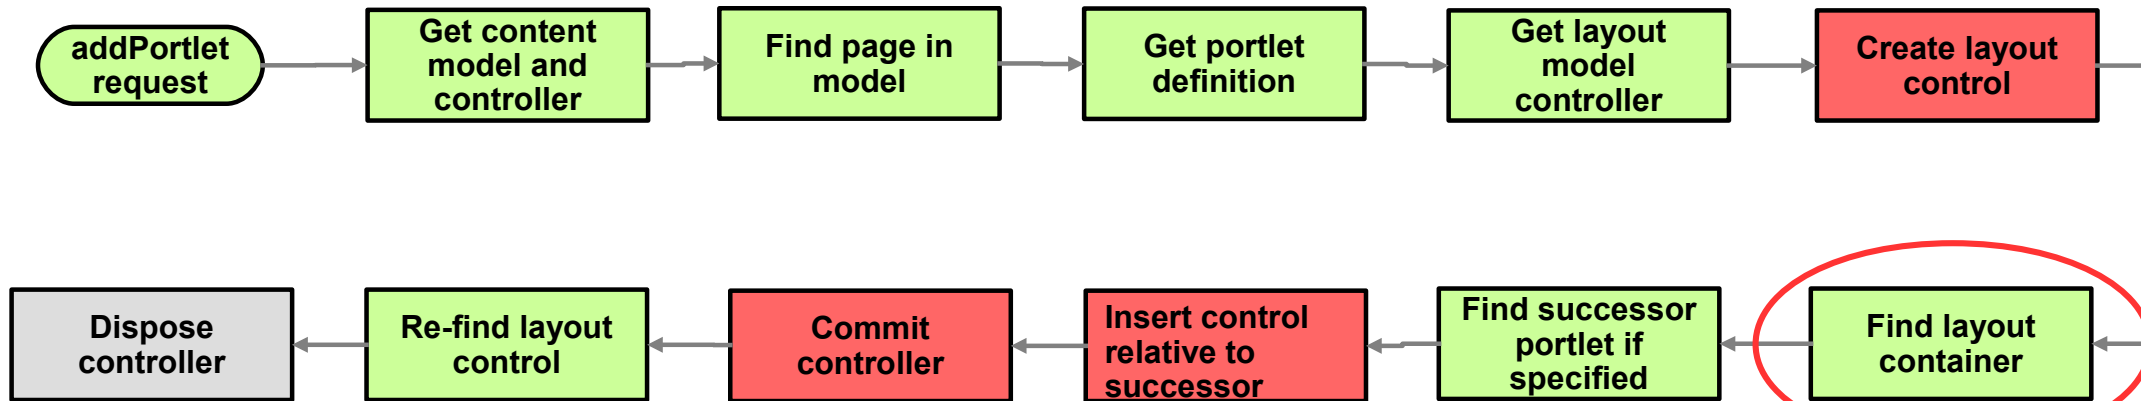 addPortlet
request
Get content
model and
controller
Find page in
model
Get portlet
definition
Get layout
model
controller
Create layout
control
Dispose
controller
Re-find layout
control
Commit
controller
Insert control
relative to
successor
Find successor
portlet if
specified
Find layout
container